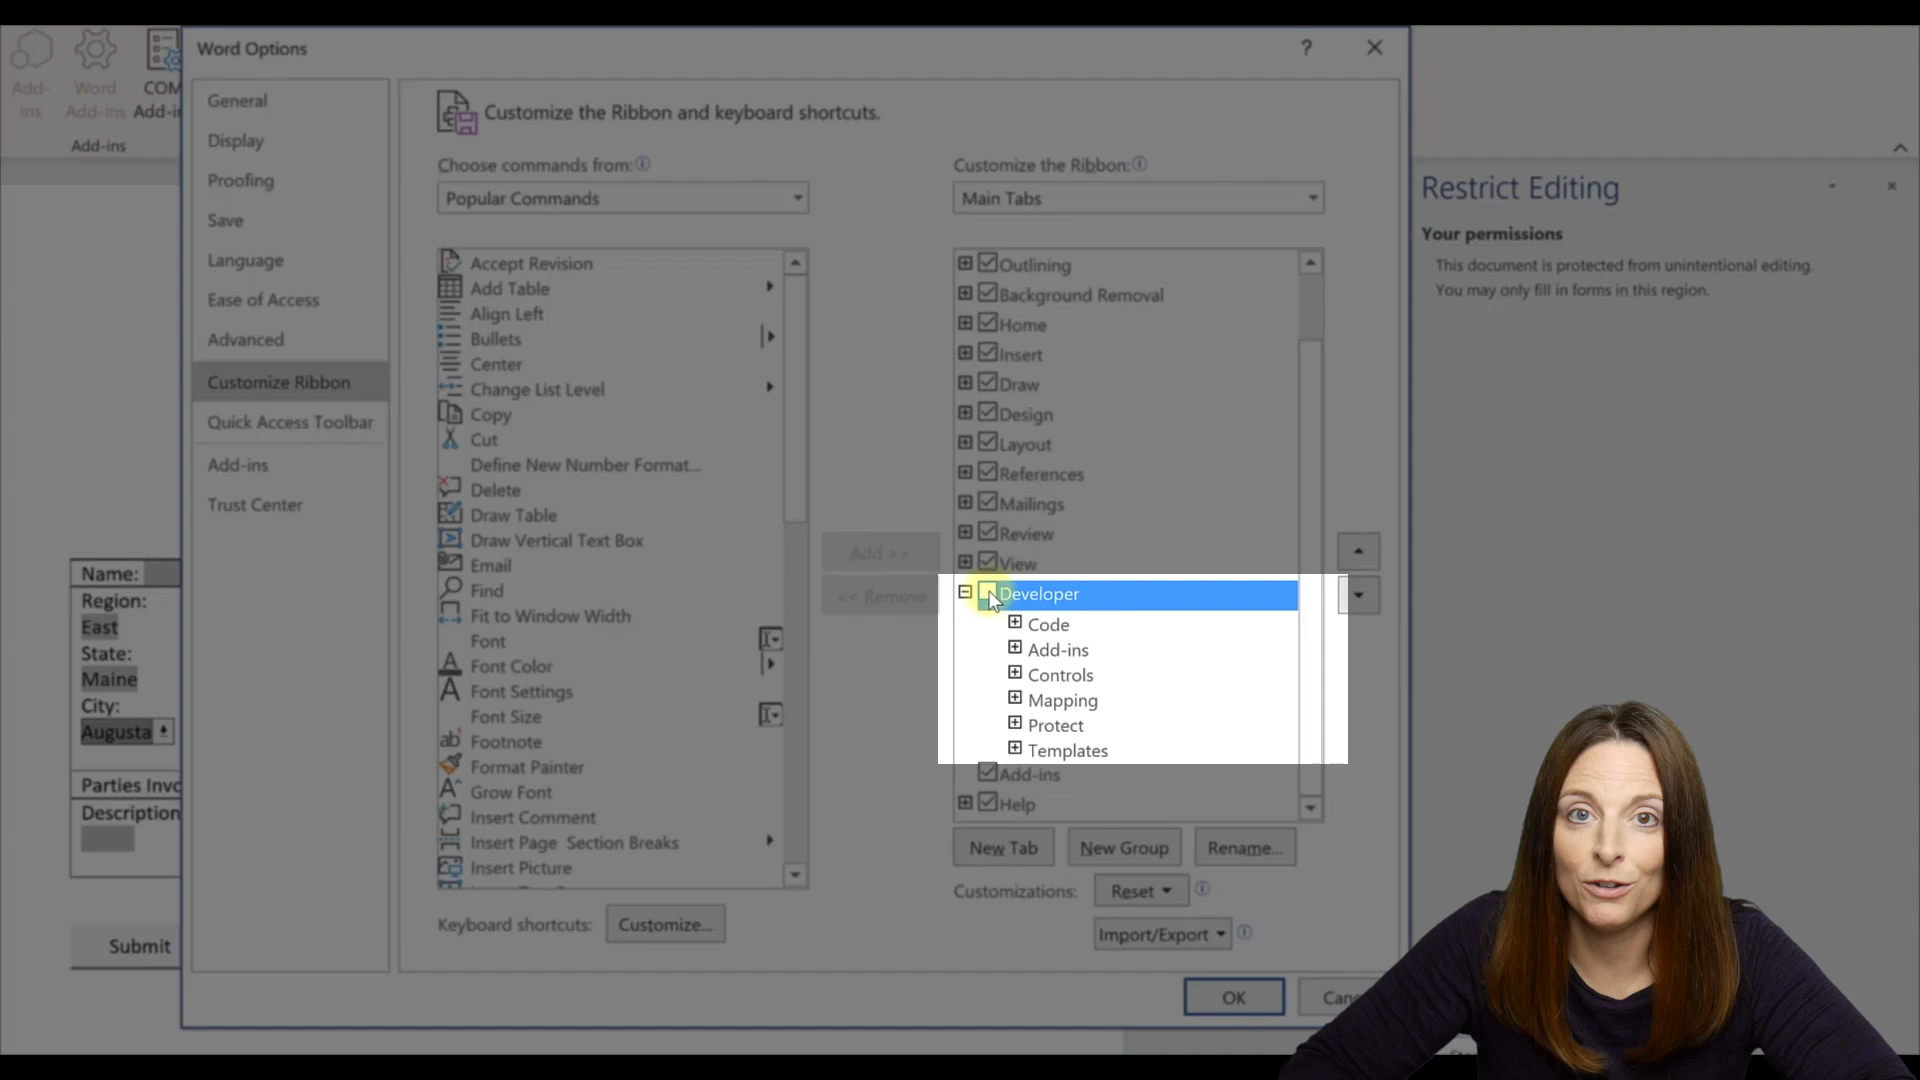 Word Options
?
Add-
ins
Word
Add-ins
COM
Add-ins
General
Display
Proofing
Save
Language
Ease of Access
Advanced
Customize Ribbon
Quick Access Toolbar
Add-ins
Trust Center
Customize the Ribbon and keyboard shortcuts.
Choose commands from:
Popular Commands
Accept Revision
Add Table
Align Left
Bullets
Center
Change List Level
Copy
Cut
Define New Number Format...
Delete
Draw Table
Draw Vertical Text Box
Email
Find
Fit to Window Width
Font
Font Color
Font Settings
Font Size
Footnote
Format Painter
Grow Font
Insert Comment
Insert Page Section Breaks
Insert Picture
Keyboard shortcuts: Customize...
Add >>
<< Remove
Customize the Ribbon:
Main Tabs
Outlining
Background Removal
Home
Insert
Draw
Design
Layout
References
Mailings
Review
View
Developer
Code
Add-ins
Controls
Mapping
Protect
Templates
Add-ins
Help
New Tab New Group Rename...
Customizations: Reset
Import/Export
OK
Restrict Editing
Your permissions
This document is protected from unintentional editing.
You may only fill in forms in this region.
Name:
Region:
East
State:
Maine
City:
Augusta
Parties Invo
Description
Submit